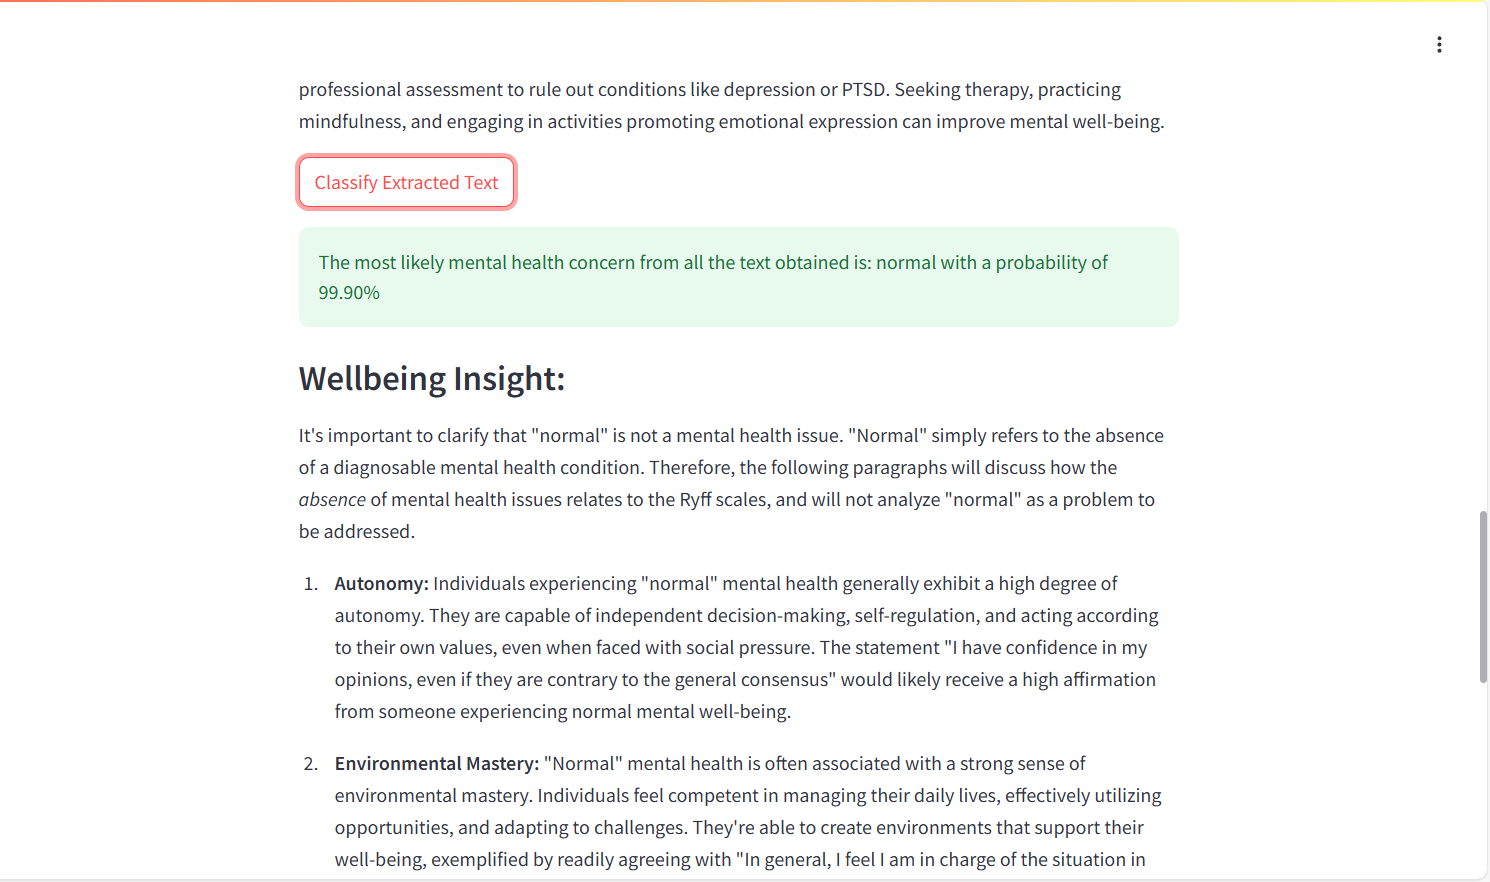 professional assessment to rule out conditions like depression or PTSD. Seeking therapy, practicing
mindfulness, and engaging in activities promoting emotional expression can improve mental well-being.
Classify Extracted Text
The most likely mental health concern from all the text obtained is: normal with a probability of
99.90%
Wellbeing Insight:
It's important to clarify that "normal" is not a mental health issue. "Normal" simply refers to the absence
of a diagnosable mental health condition. Therefore, the following paragraphs will discuss how the
absence of mental health issues relates to the Ryff scales, and will not analyze "normal" as a problem to
be addressed.
1. Autonomy: Individuals experiencing "normal" mental health generally exhibit a high degree of
autonomy. They are capable of independent decision-making, self-regulation, and acting according
to their own values, even when faced with social pressure. The statement "I have confidence in my
opinions, even if they are contrary to the general consensus" would likely receive a high affirmation
from someone experiencing normal mental well-being.
2. Environmental Mastery: "Normal" mental health is often associated with a strong sense of
environmental mastery. Individuals feel competent in managing their daily lives, effectively utilizing
opportunities, and adapting to challenges. They're able to create environments that support their
well-being, exemplified by readily agreeing with "In general, I feel I am in charge of the situation in